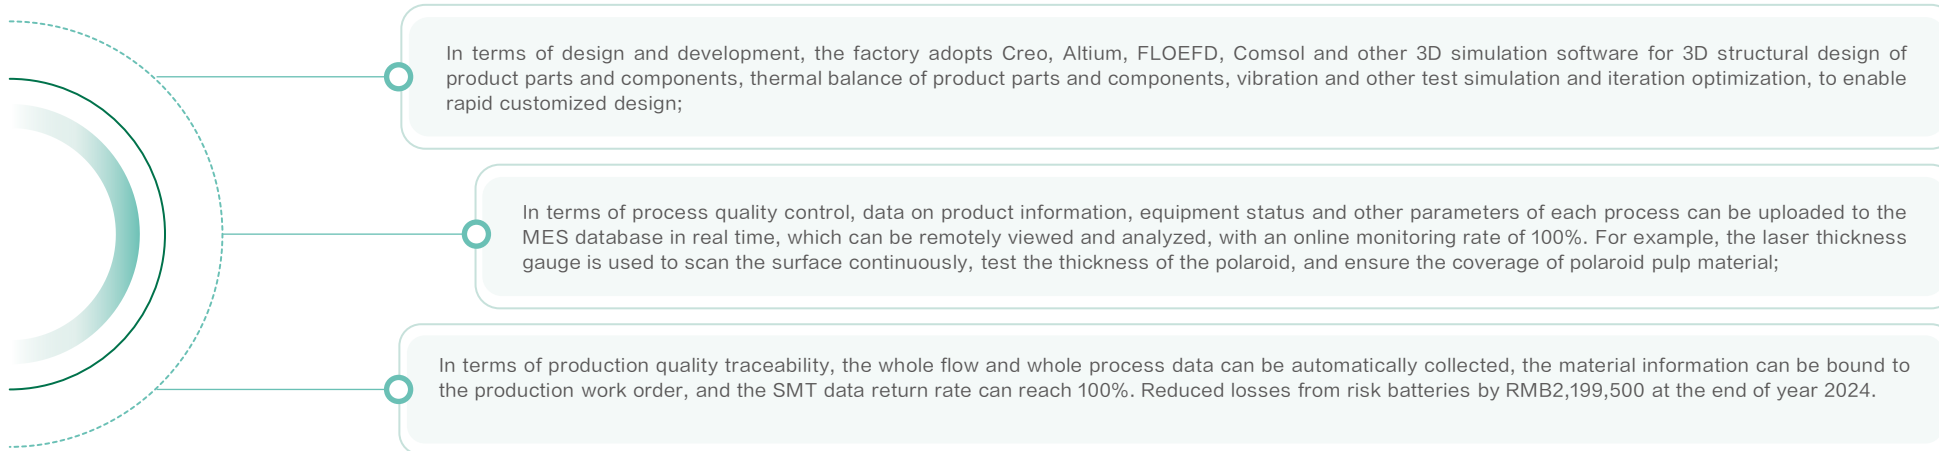 In terms of design and development, the factory adopts Creo, Altium, FLOEFD, Comsol and other 3D simulation software for 3D structural design of
product parts and components, thermal balance of product parts and components, vibration and other test simulation and iteration optimization, to enable
rapid customized design;
In terms of process quality control, data on product information, equipment status and other parameters of each process can be uploaded to the
MES database in real time, which can be remotely viewed and analyzed, with an online monitoring rate of 100%. For example, the laser thickness
gauge is used to scan the surface continuously, test the thickness of the polaroid, and ensure the coverage of polaroid pulp material;
In terms of production quality traceability, the whole flow and whole process data can be automatically collected, the material information can be bound to
the production work order, and the SMT data return rate can reach 100%. Reduced losses from risk batteries by RMB2,199,500 at the end of year 2024.